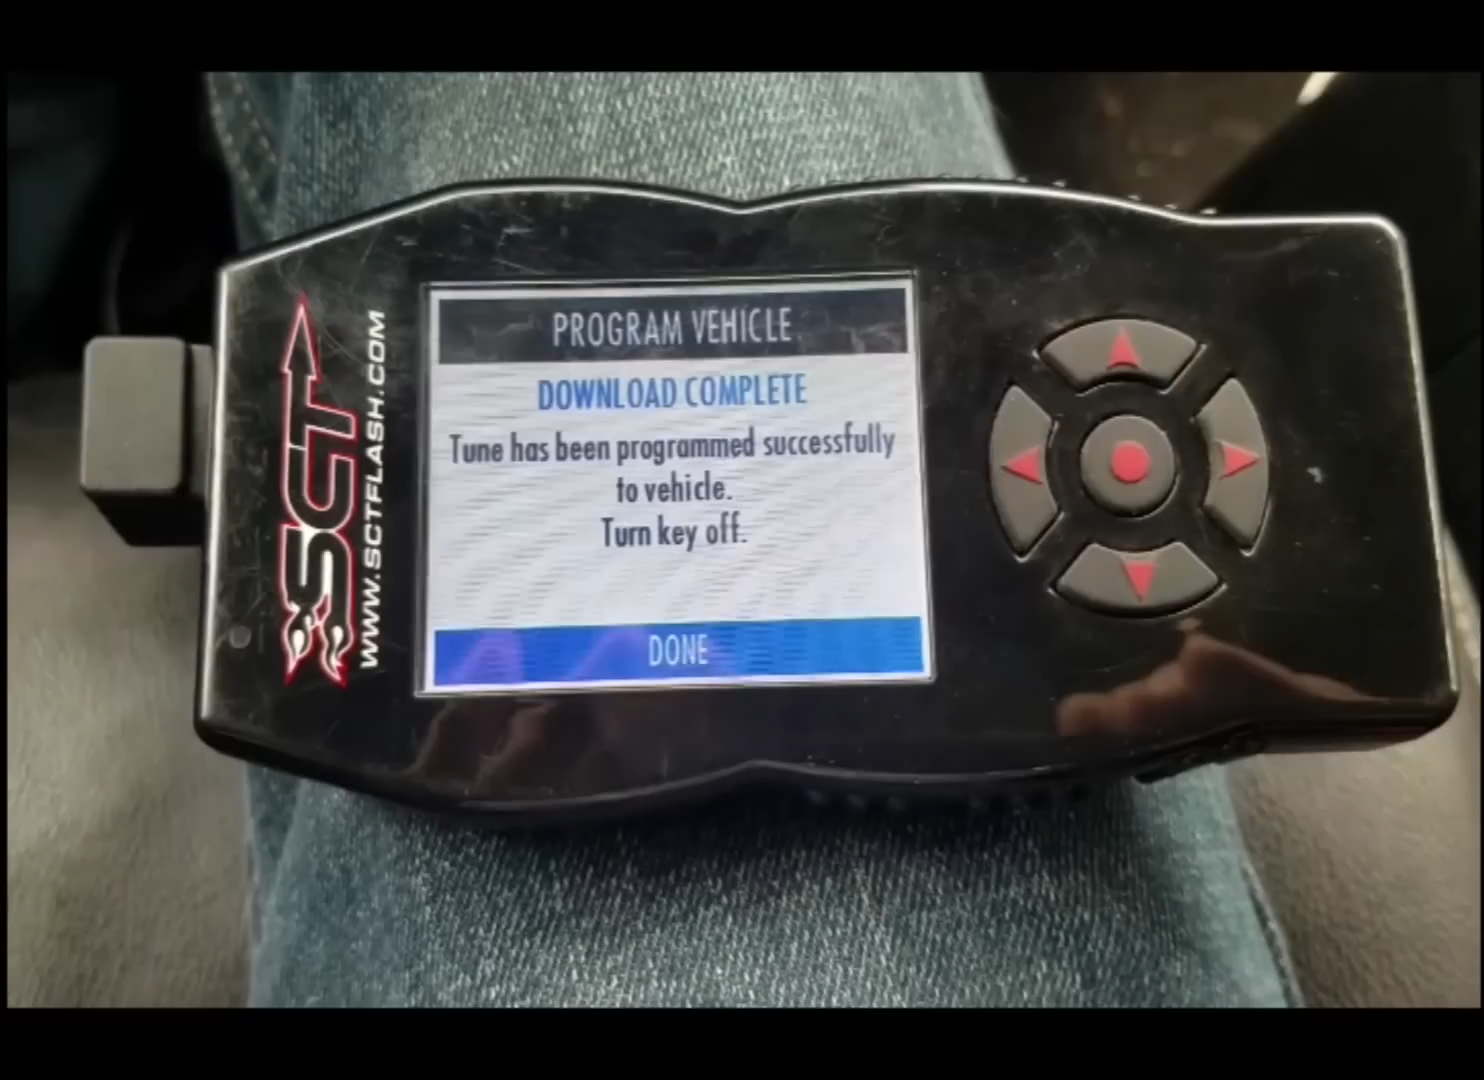 PROGRAM VEHICLE
DOWNLOAD COMPLETE
Tune has been programmed successfully
to vehicle.
Turn key off.
DONE
SCT
WWW.SCTFLASH.COM